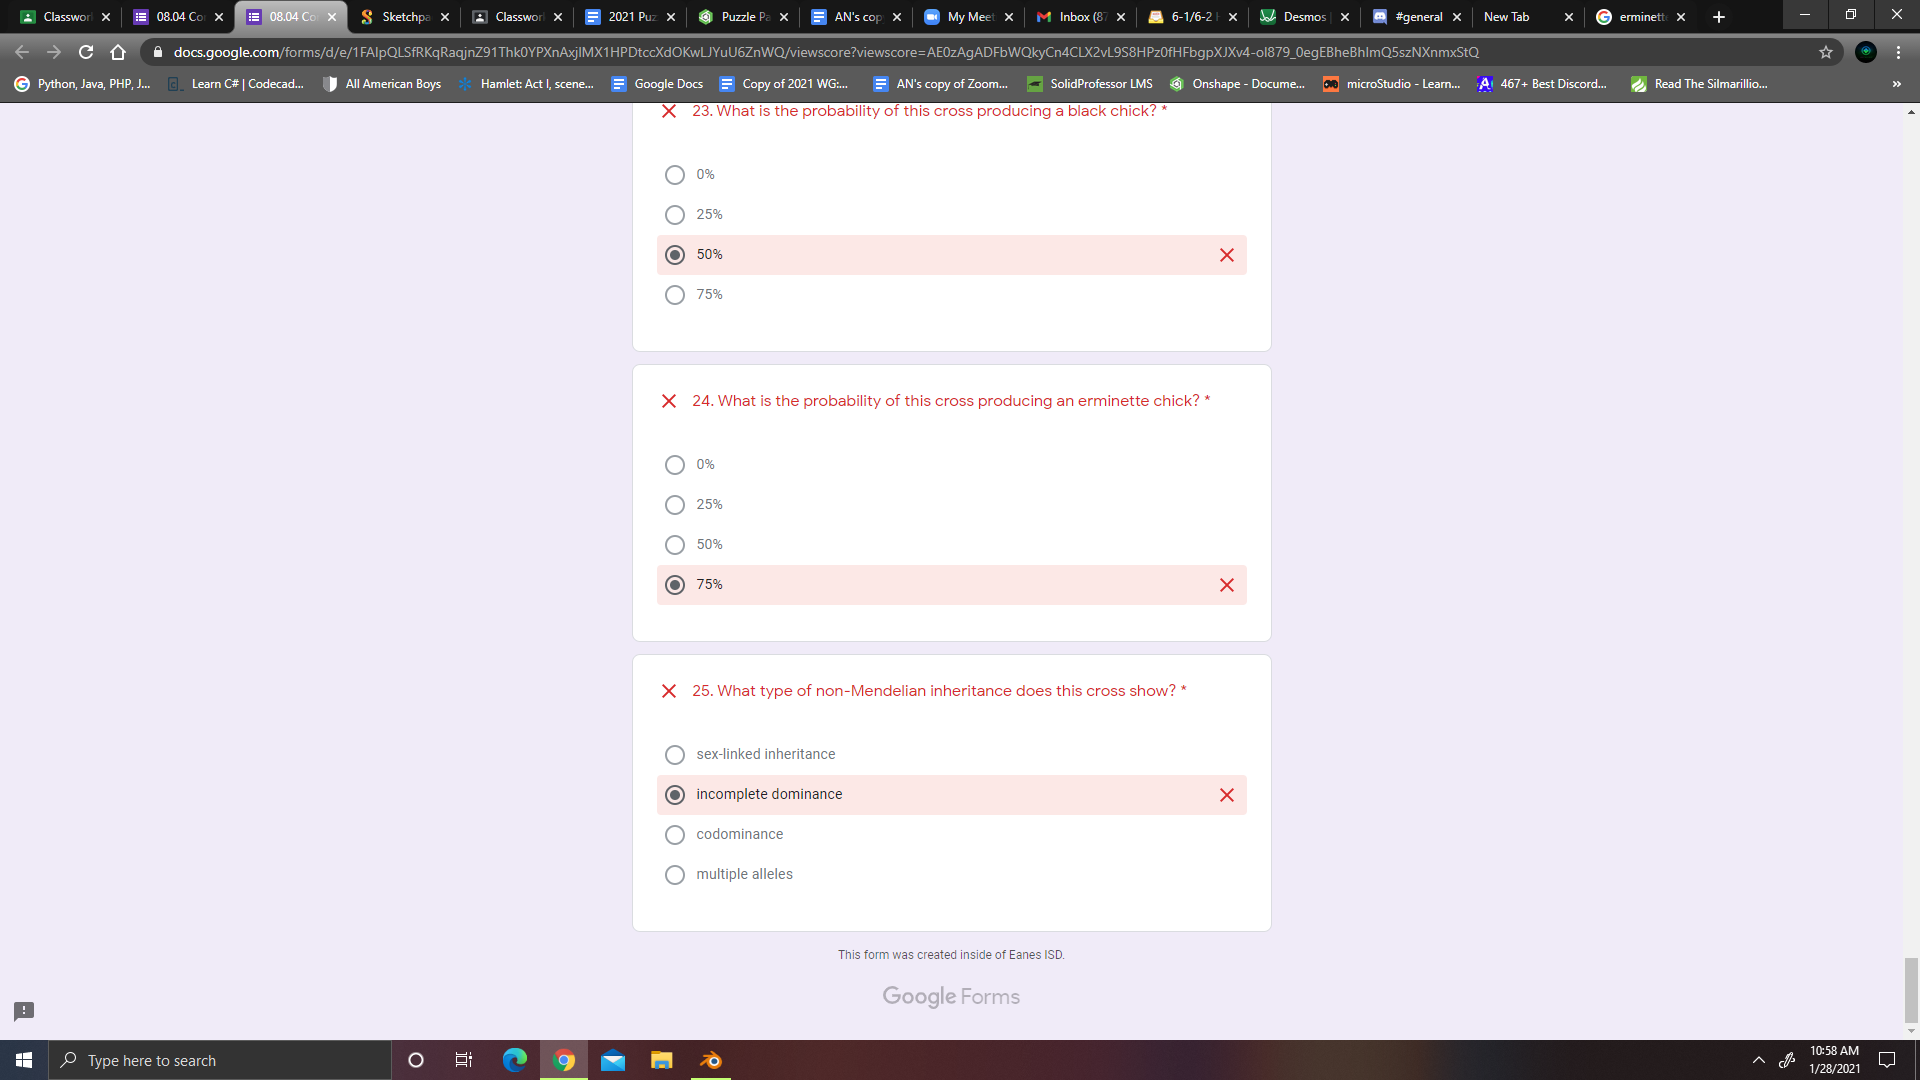 Classworl
08.04 Co
08.04 Co
Sketchpa
Classworl
2021 Puz
Puzzle Pa
AN's cop
My Meet
Inbox (87
6-1/6-2
Desmos
#general
New Tab
erminette
docs.google.com/forms/d/e/1FAIpQLSfRKqRaqjnZ91Thk0YPXnAxjlMX1HPDtccXdOKwLJYuU6ZnWQ/viewscore?viewscore=AE0zAgADFbWQkyCn4CLX2vL9S8HPz0fHFbgpXJXv4-ol879_0egEBheBhImQ5szNXnmxStQ
Python, Java, PHP, J...
Learn C# | Codecad...
All American Boys
Hamlet: Act I, scene...
Google Docs
Copy of 2021 WG:...
AN's copy of Zoom...
SolidProfessor LMS
Onshape - Docume...
microStudio - Learn...
467+ Best Discord...
Read The Silmarillio...
»
23. What is the probability of this cross producing a black chick? *
0%
25%
50%
75%
24. What is the probability of this cross producing an erminette chick? *
0%
25%
50%
75%
25. What type of non-Mendelian inheritance does this cross show? *
sex-linked inheritance
incomplete dominance
codominance
multiple alleles
This form was created inside of Eanes ISD.
Google Forms
Type here to search
10:58 AM
1/28/2021